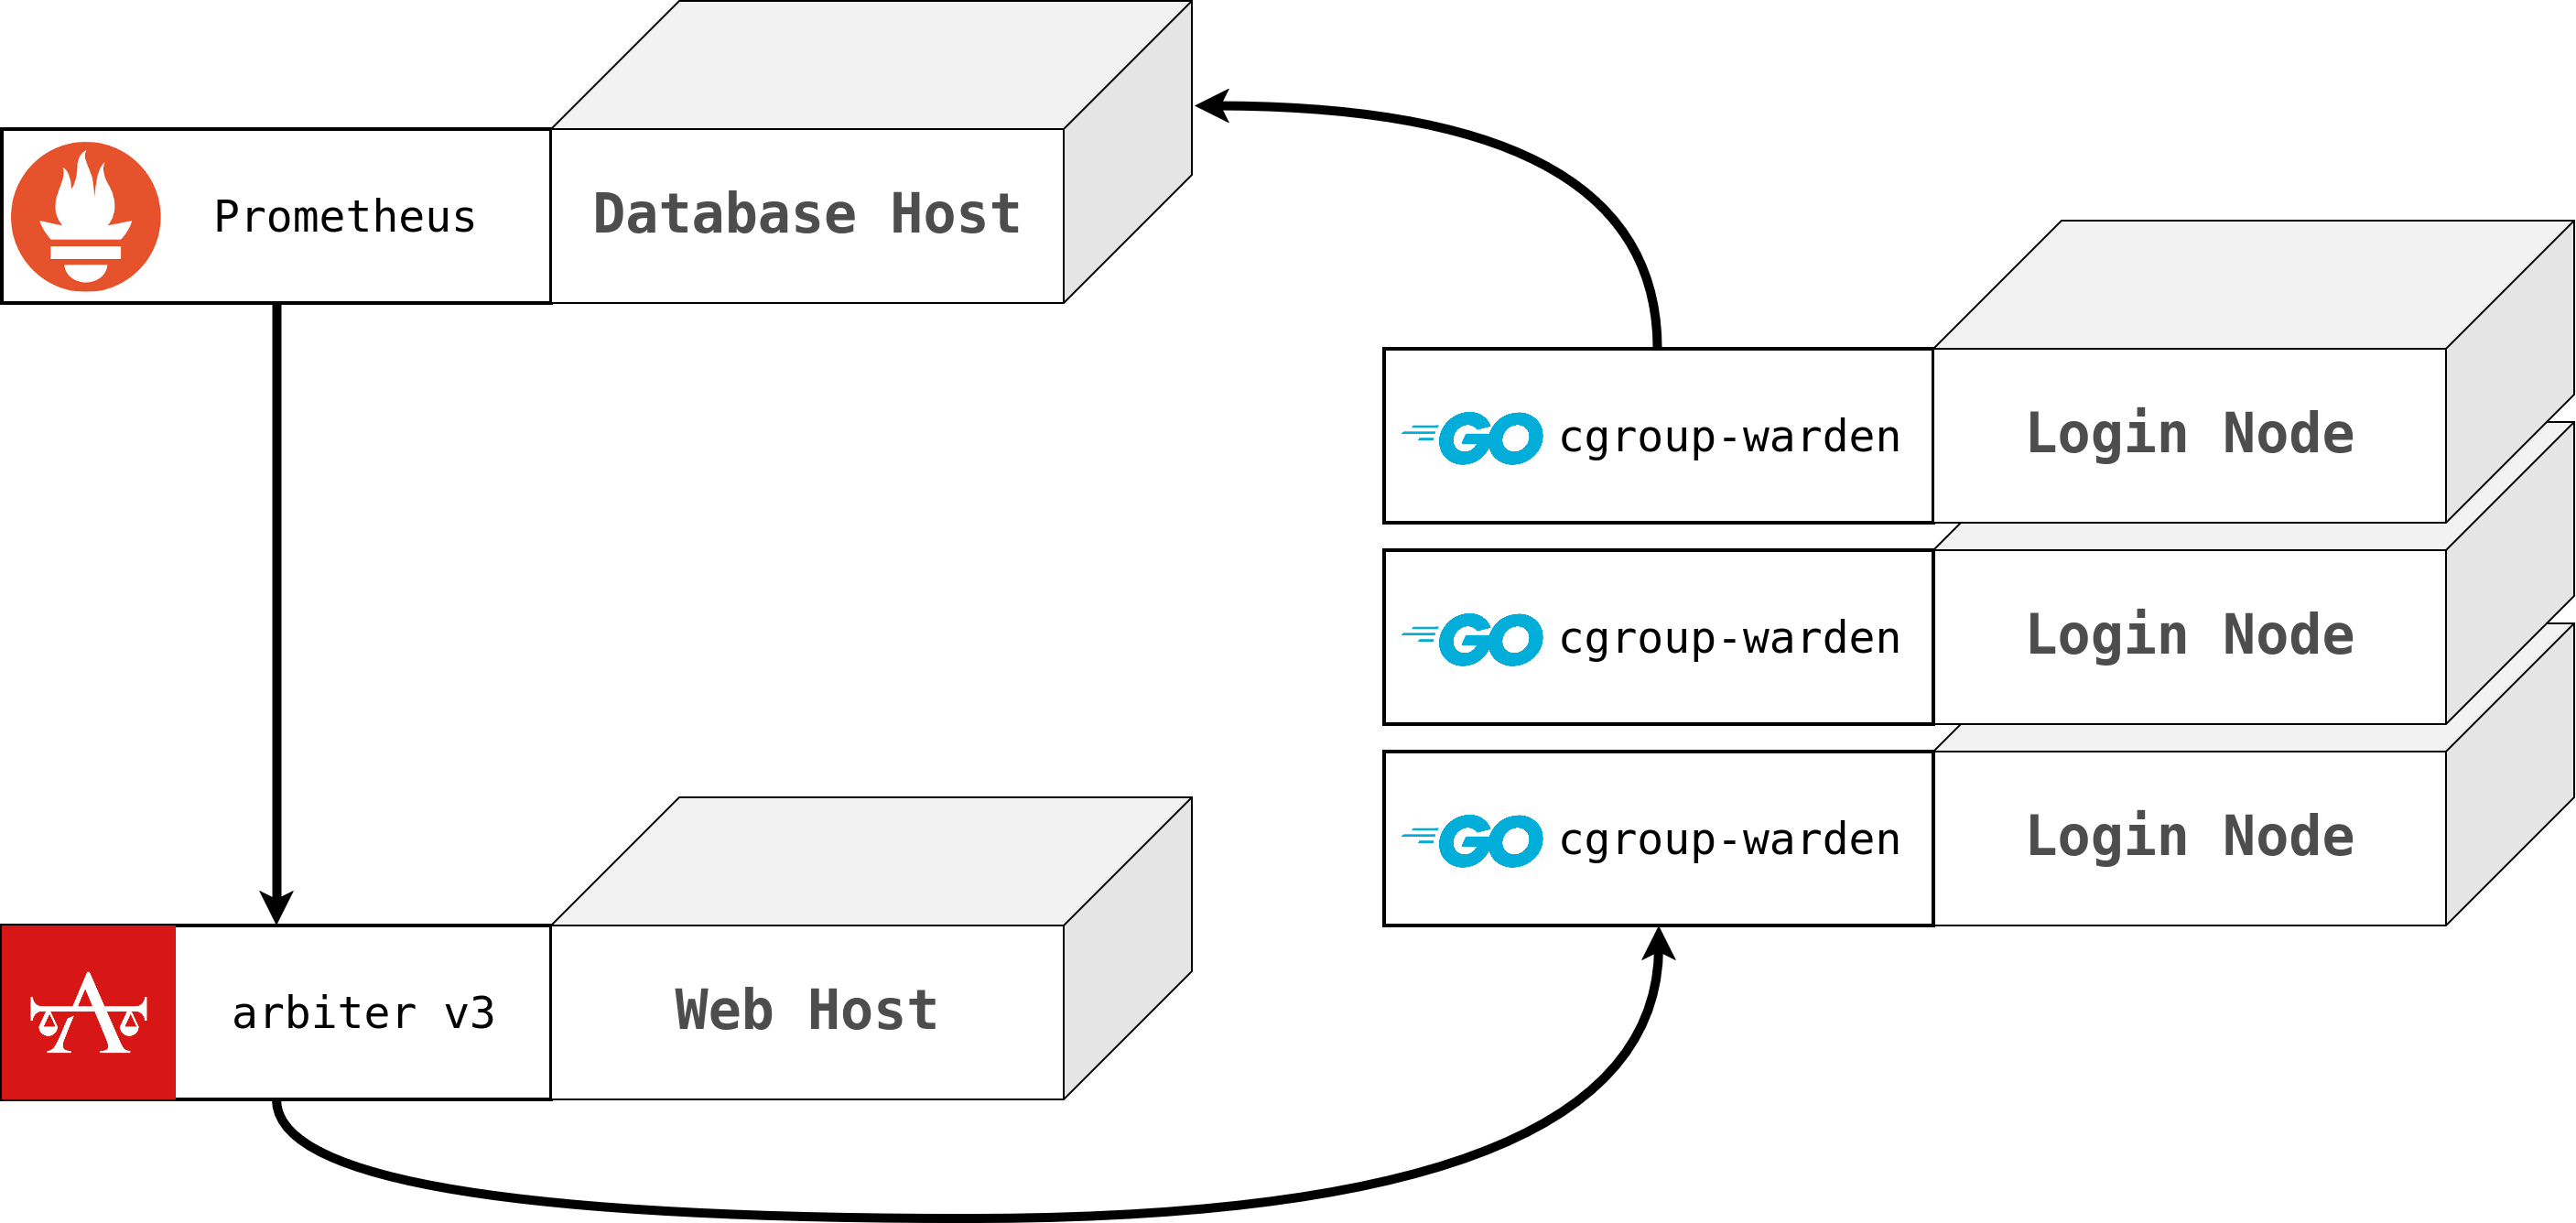 Prometheus
Database Host
GO cgroup-warden
Login Node
GO cgroup-warden
Login Node
GO cgroup-warden
Login Node
A arbiter v3
Web Host